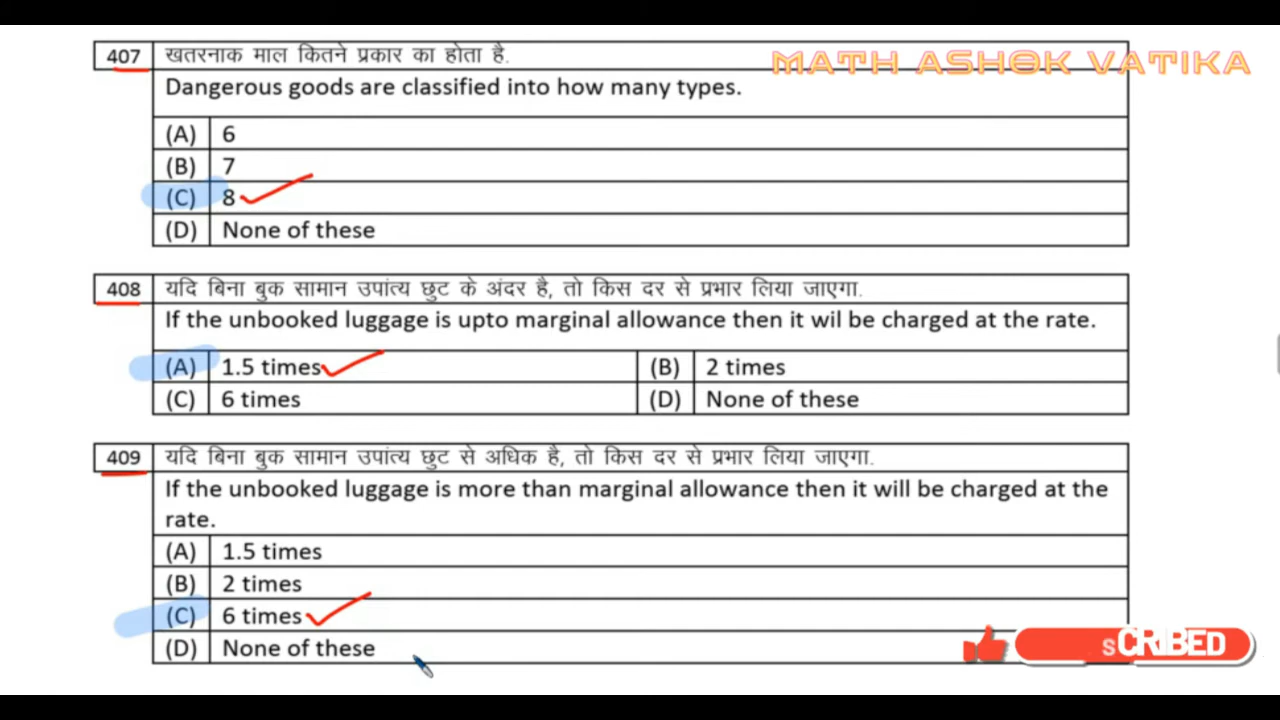 407 खतरनाक माल कितने प्रकार का होता है.
MATH ASHOK VATIKA
Dangerous goods are classified into how many types.
(A) 6
(B) 7
(C) 8
(D) None of these
408 यदि बिना बुक सामान उपांत्य छुट के अंदर है, तो किस दर से प्रभार लिया जाएगा.
If the unbooked luggage is upto marginal allowance then it wil be charged at the rate.
(A) 1.5 times (B) 2 times
(C) 6 times (D) None of these
409 यदि बिना बुक सामान उपांत्य छुट से अधिक है, तो किस दर से प्रभार लिया जाएगा.
If the unbooked luggage is more than marginal allowance then it will be charged at the
rate.
(A) 1.5 times
(B) 2 times
(C) 6 times
(D) None of these
SCRIBED